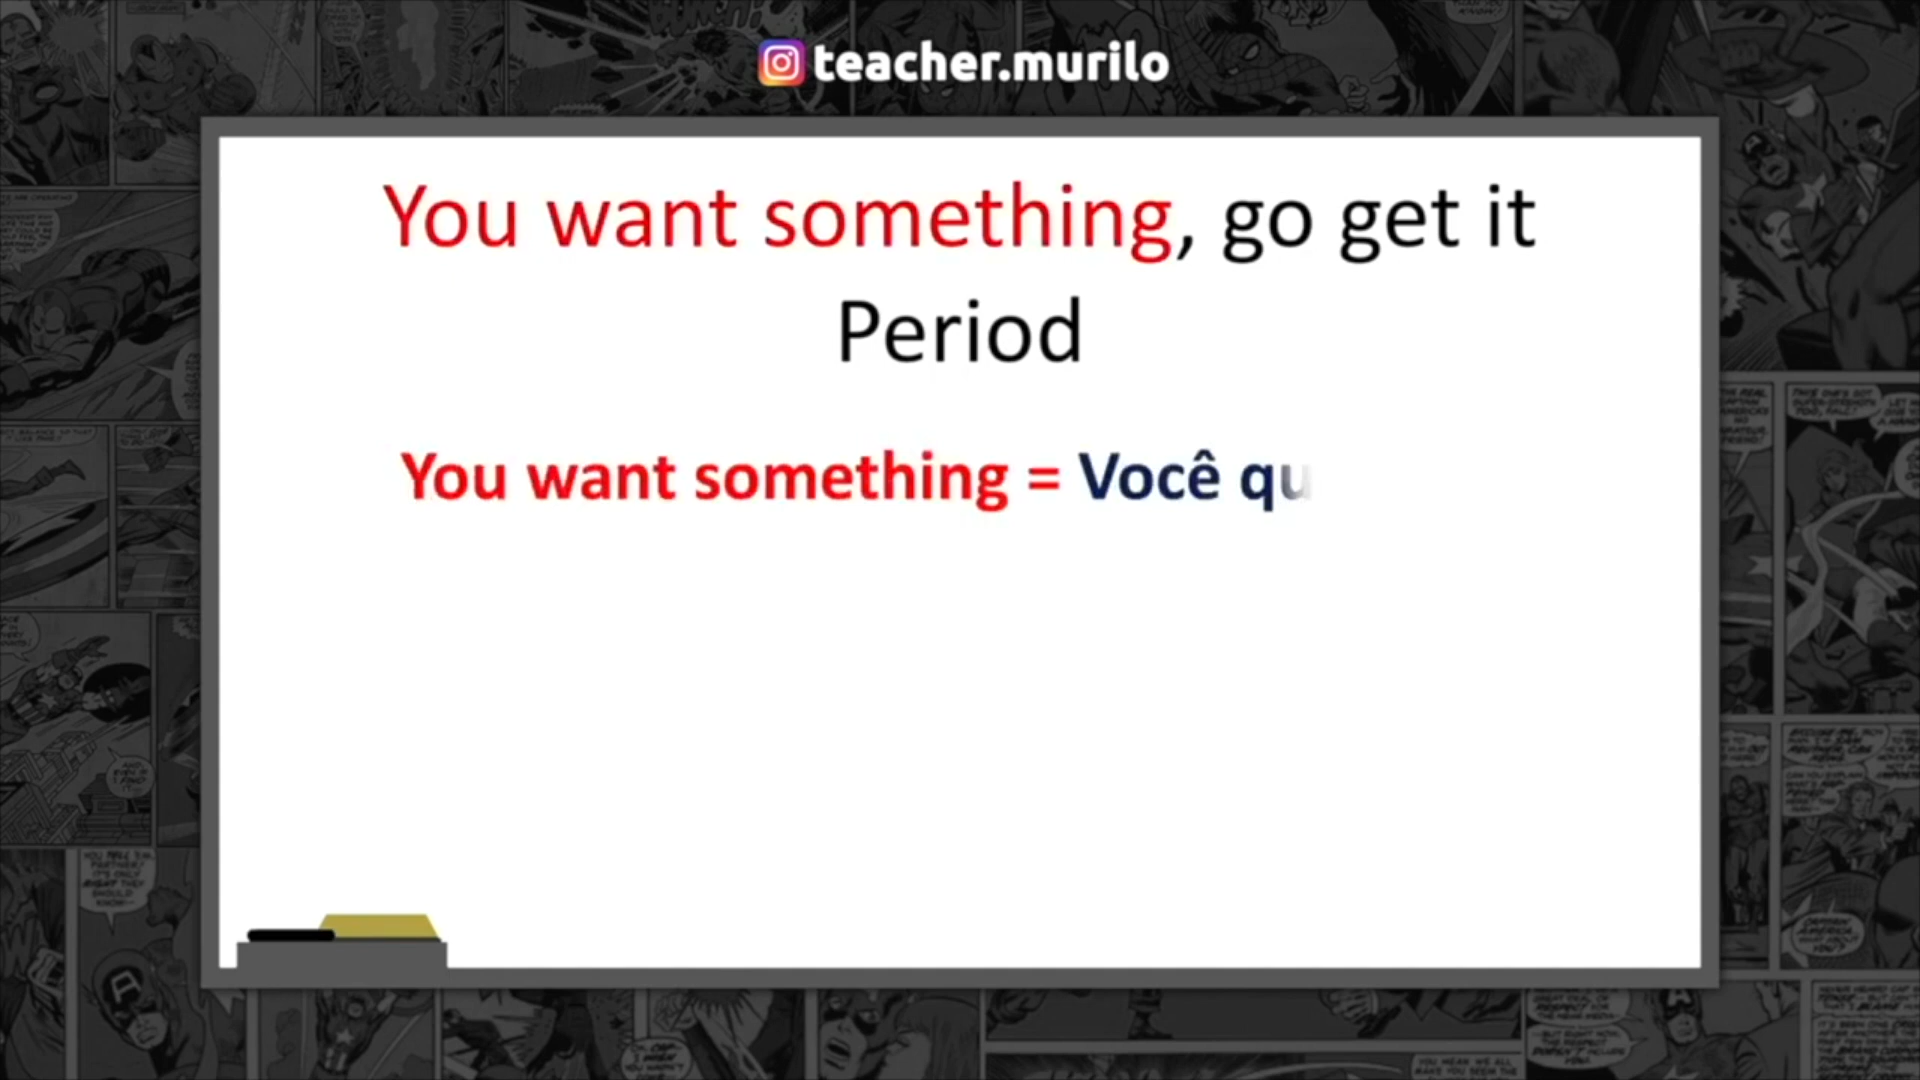 teacher.murilo
You want something, go get it
Period
You want something = Você qu